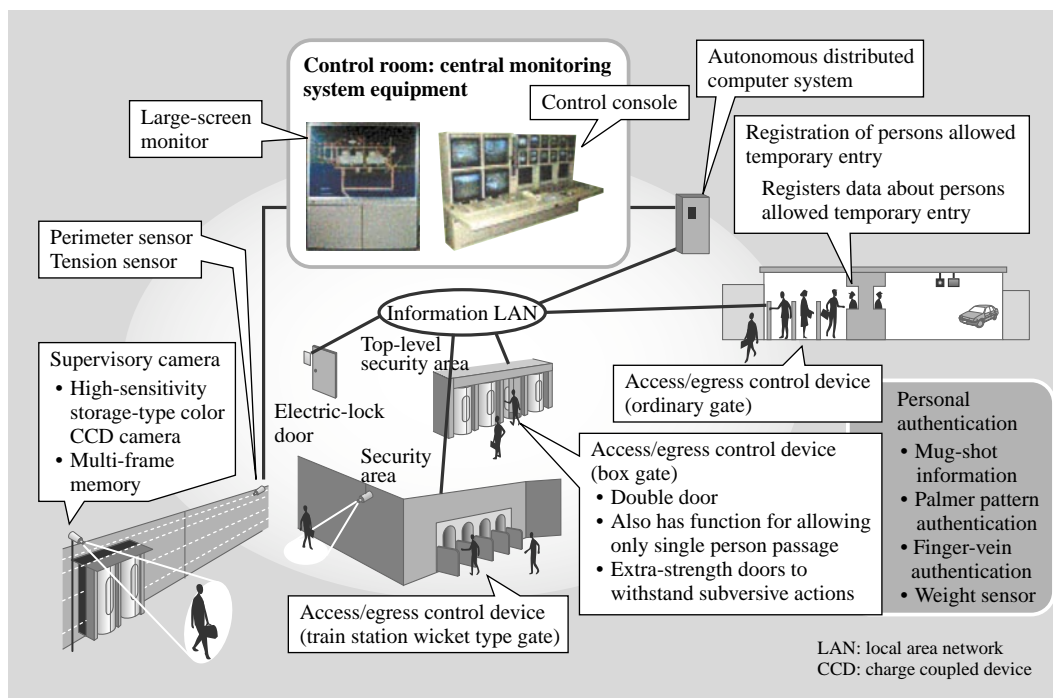 Control room: central monitoring
system equipment
Control console
Large-screen
monitor
Autonomous distributed
computer system
Registration of persons allowed
temporary entry
Registers data about persons
allowed temporary entry
Perimeter sensor
Tension sensor
Information LAN
Top-level
security area
Supervisory camera
• High-sensitivity
storage-type color
CCD camera
• Multi-frame
memory
Electric-lock
door
Access/egress control device
(ordinary gate)
Security
area
Access/egress control device
(box gate)
• Double door
• Also has function for allowing
only single person passage
• Extra-strength doors to
withstand subversive actions
Personal
authentication
• Mug-shot
information
• Palmer pattern
authentication
• Finger-vein
authentication
• Weight sensor
Access/egress control device
(train station wicket type gate)
LAN: local area network
CCD: charge coupled device